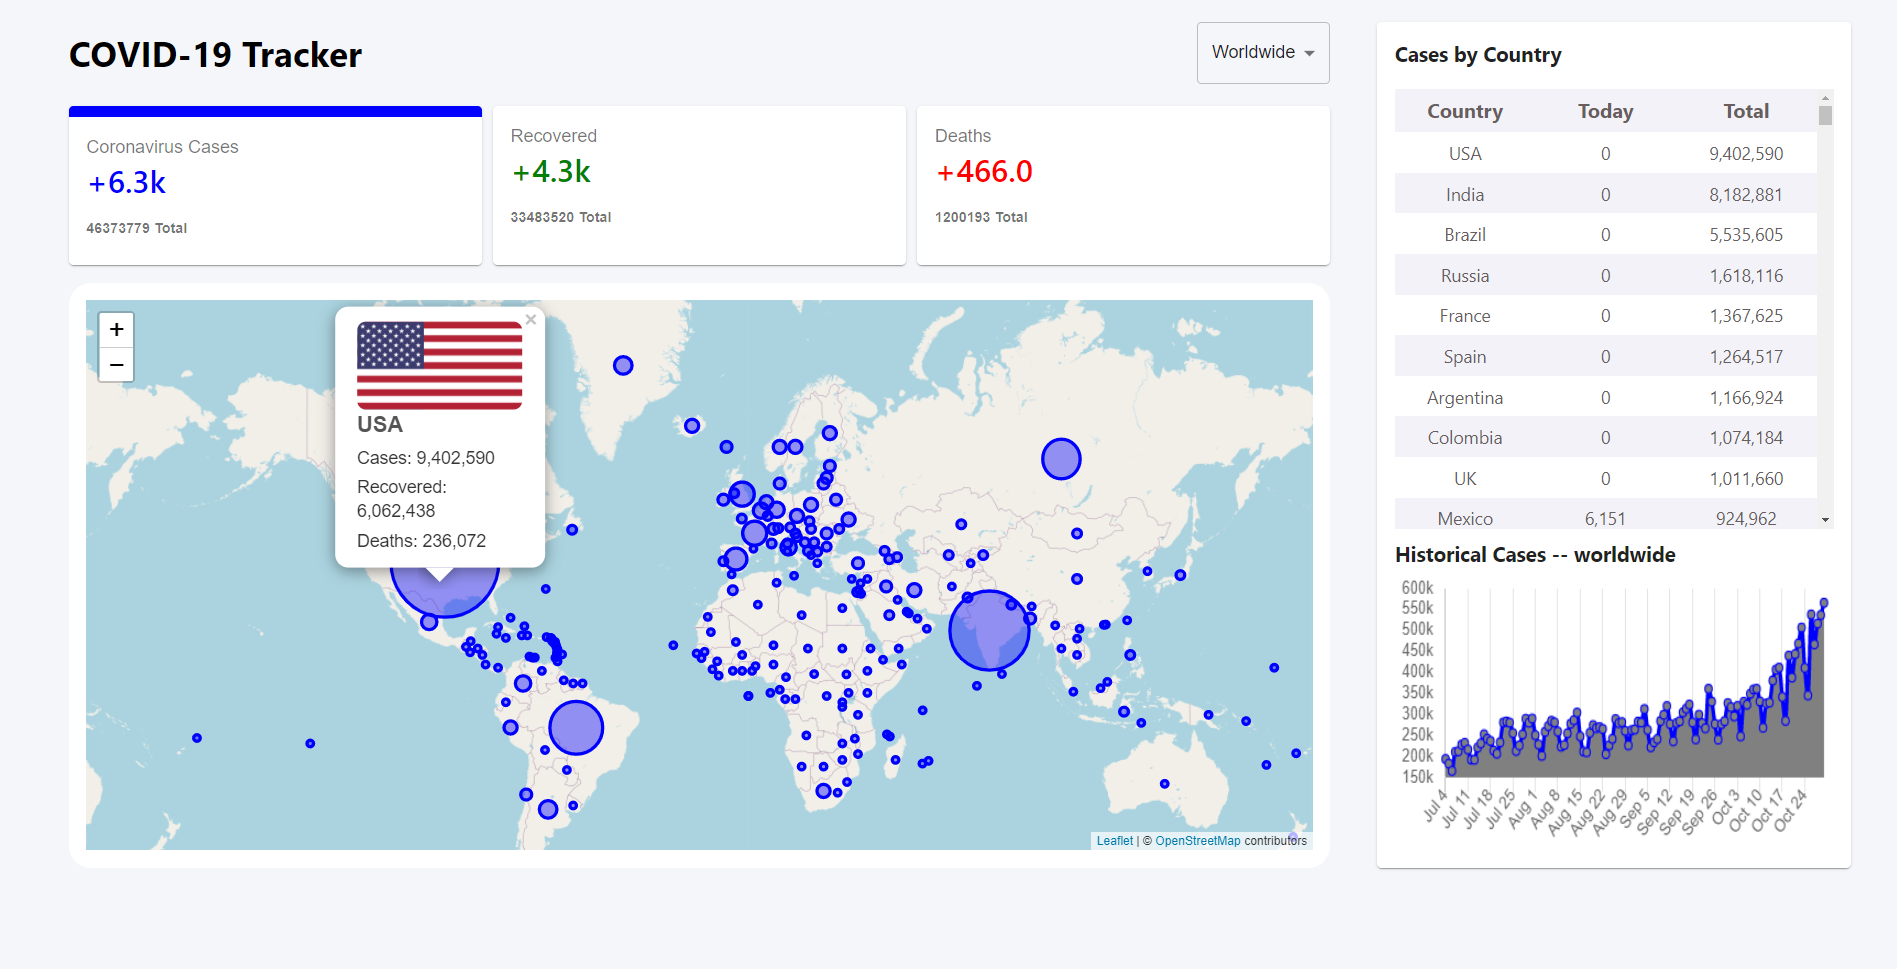 COVID-19 Tracker
Worldwide
Coronavirus Cases
+6.3k
46373779 Total
Recovered
+4.3k
33483520 Total
Deaths
+466.0
1200193 Total
+
−
×
USA
Cases: 9,402,590
Recovered:
6,062,438
Deaths: 236,072
Leaflet | © OpenStreetMap contributors
Cases by Country
Country Today Total
USA 0 9,402,590
India 0 8,182,881
Brazil 0 5,535,605
Russia 0 1,618,116
France 0 1,367,625
Spain 0 1,264,517
Argentina 0 1,166,924
Colombia 0 1,074,184
UK 0 1,011,660
Mexico 6,151 924,962
Historical Cases -- worldwide
600k
550k
500k
450k
400k
350k
300k
250k
200k
150k
Jul 4 Jul 11 Jul 18 Jul 25 Aug 1 Aug 8 Aug 15 Aug 22 Aug 29 Sep 5 Sep 12 Sep 19 Sep 26 Oct 3 Oct 10 Oct 17 Oct 24